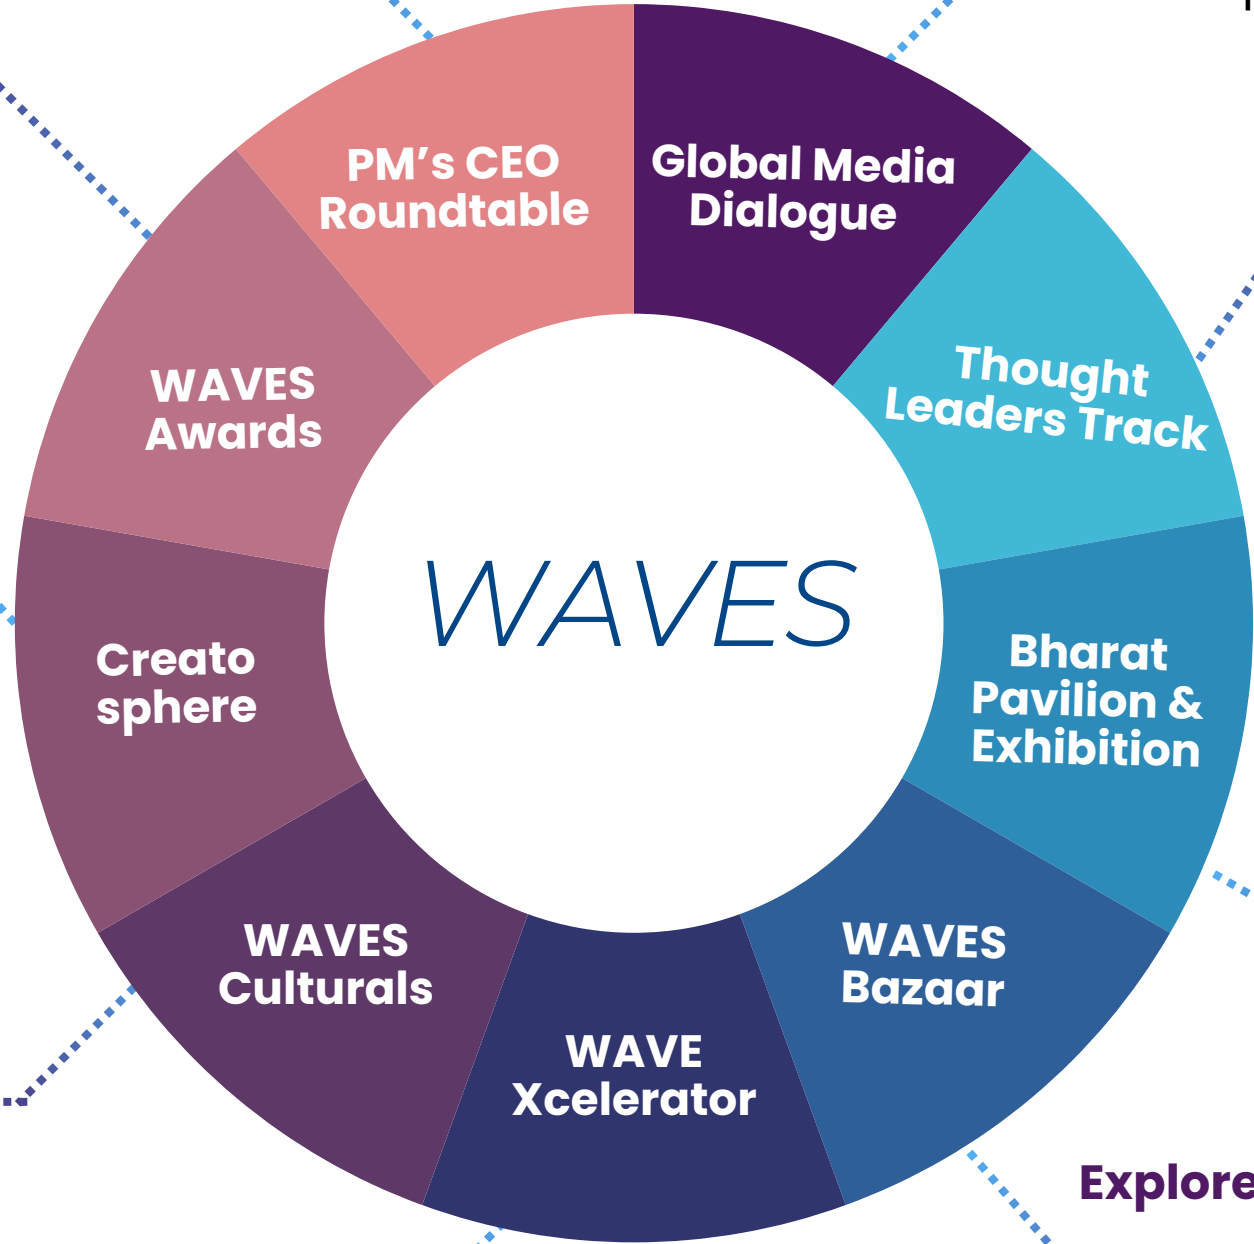 PM's CEO
Roundtable
Global Media
Dialogue
Thought
Leaders Track
Bharat
Pavilion &
Exhibition
WAVES
Bazaar
WAVE
Xcelerator
WAVES
Culturals
Creato
sphere
WAVES
Awards
WAVES
Explore